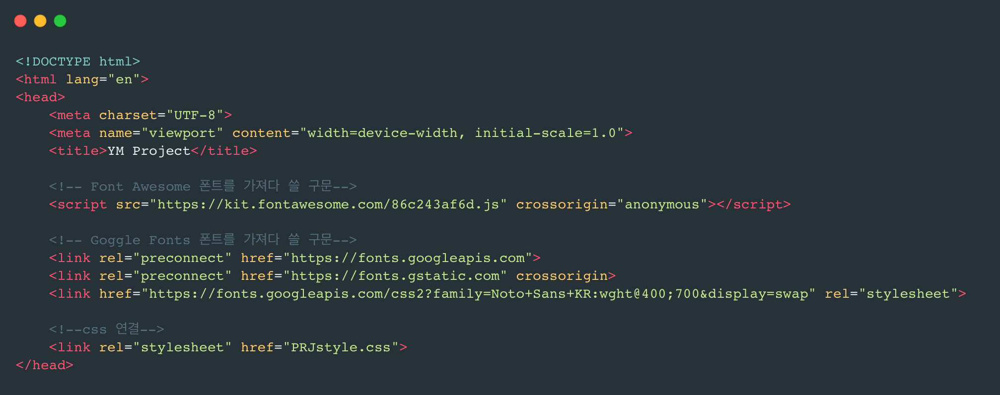 <!DOCTYPE html>
<html lang="en">
<head>
    <meta charset="UTF-8">
    <meta name="viewport" content="width=device-width, initial-scale=1.0">
    <title>YM Project</title>

    <!-- Font Awesome 폰트를 가져다 쓸 구문-->
    <script src="https://kit.fontawesome.com/86c243af6d.js" crossorigin="anonymous"></script>

    <!-- Goggle Fonts 폰트를 가져다 쓸 구문-->
    <link rel="preconnect" href="https://fonts.googleapis.com">
    <link rel="preconnect" href="https://fonts.gstatic.com" crossorigin>
    <link href="https://fonts.googleapis.com/css2?family=Noto+Sans+KR:wght@400;700&display=swap" rel="stylesheet">

    <!--css 연결-->
    <link rel="stylesheet" href="PRJstyle.css">
</head>